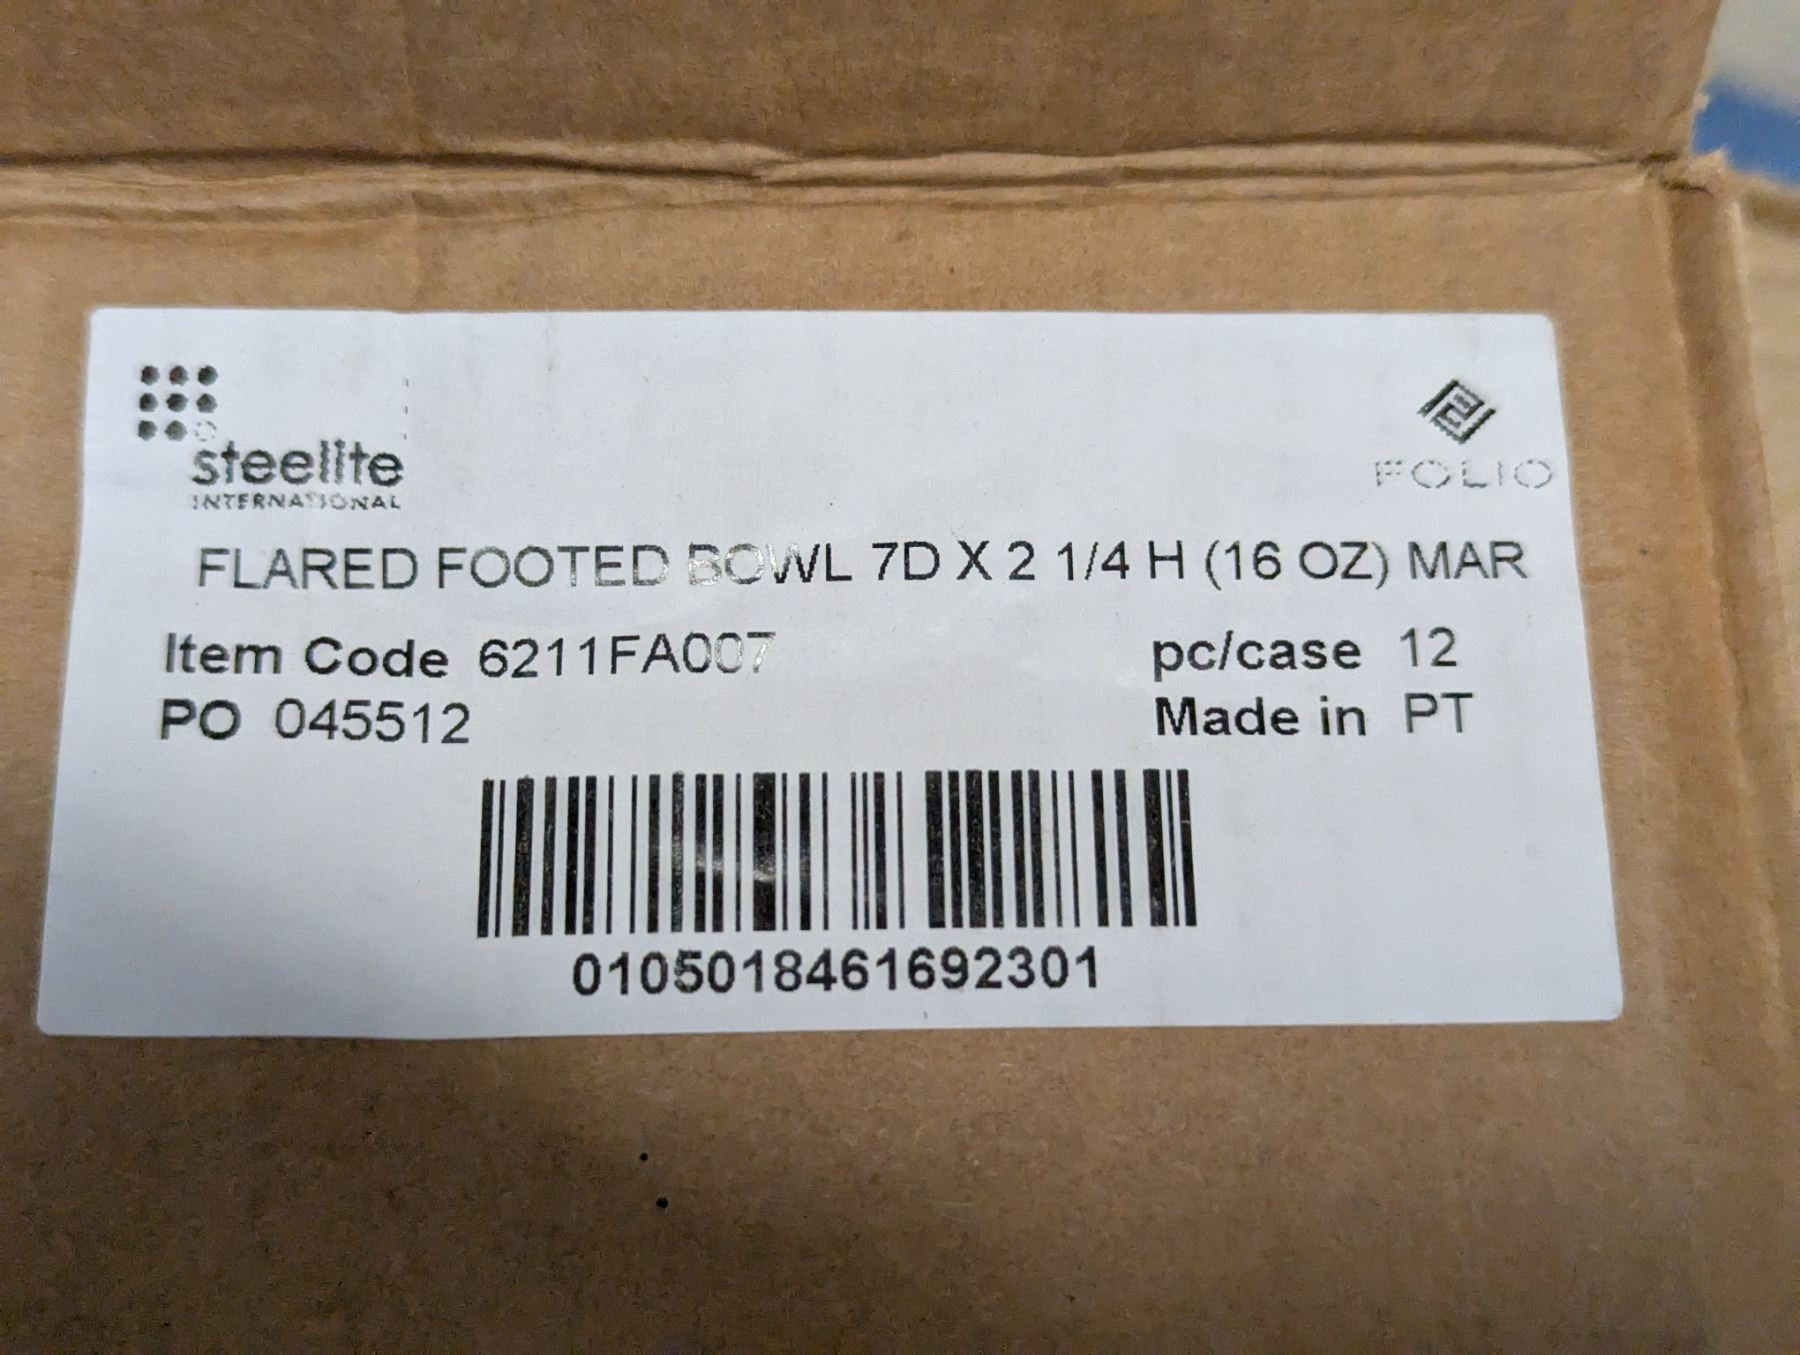 steelite
INTERNATIONAL
FOLIO
FLARED FOOTED BOWL 7D X 2 1/4 H (16 OZ) MAR
Item Code 6211FA007 pc/case 12
PO 045512 Made in PT
0105018461692301